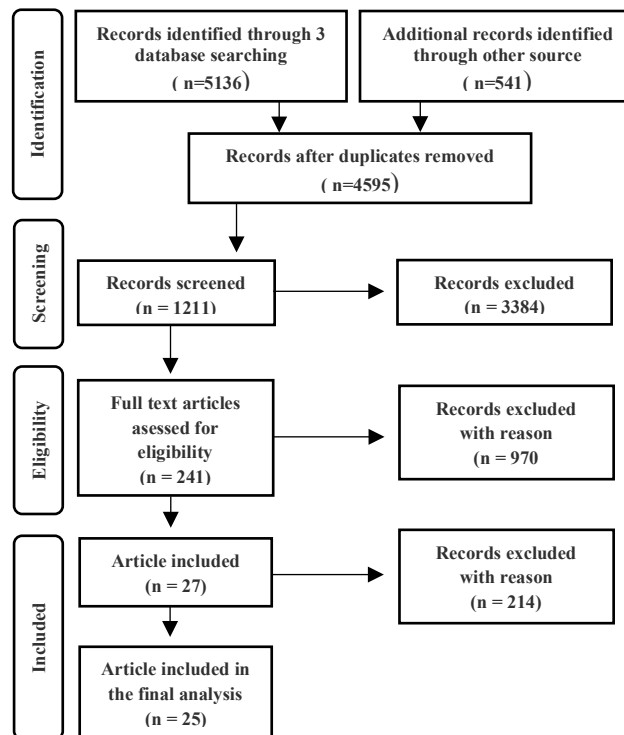 Identification
Records identified through 3
database searching
( n=5136)
Additional records identified
through other source
( n=541)
Records after duplicates removed
( n=4595)
Screening
Records screened
(n = 1211)
Records excluded
(n = 3384)
Eligibility
Full text articles
asessed for
eligibility
(n = 241)
Records excluded
with reason
(n = 970
Included
Article included
(n = 27)
Records excluded
with reason
(n = 214)
Article included in
the final analysis
(n = 25)